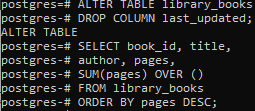 postgres=# ALTER TABLE library_books
postgres-# DROP COLUMN last_updated;
ALTER TABLE
postgres=# SELECT book_id, title,
postgres-# author, pages,
postgres-# SUM(pages) OVER ()
postgres-# FROM library_books
postgres-# ORDER BY pages DESC;